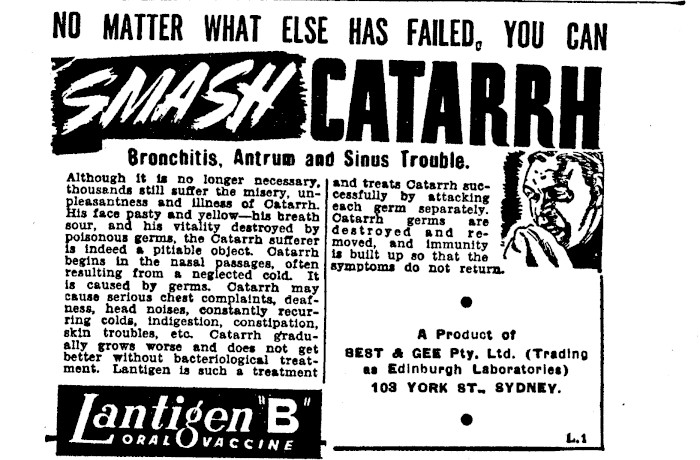 NO MATTER WHAT ELSE HAS FAILED, YOU CAN
SMASH CATARRH
Bronchitis, Antrum and Sinus Trouble.
Although it is no longer necessary,
thousands still suffer the misery, un-
pleasantness and illness of Catarrh.
His face pasty and yellow—his breath
sour, and his vitality destroyed by
poisonous germs, the Catarrh sufferer
is indeed a pitiable object. Catarrh
begins in the nasal passages, often
resulting from a neglected cold. It
is caused by germs. Catarrh may
cause serious chest complaints, deaf-
ness, head noises, constantly recur-
ring colds, indigestion, constipation,
skin troubles, etc. Catarrh gradu-
ally grows worse and does not get
better without bacteriological treat-
ment. Lantigen is such a treatment
and treats Catarrh suc-
cessfully by attacking
each germ separately.
Catarrh germs are
destroyed and re-
moved, and immunity
is built up so that the
symptoms do not return.
Lantigen "B"
ORAL VACCINE
A Product of
BEST & GEE Pty. Ltd. (Trading
as Edinburgh Laboratories)
103 YORK ST., SYDNEY.
L.1